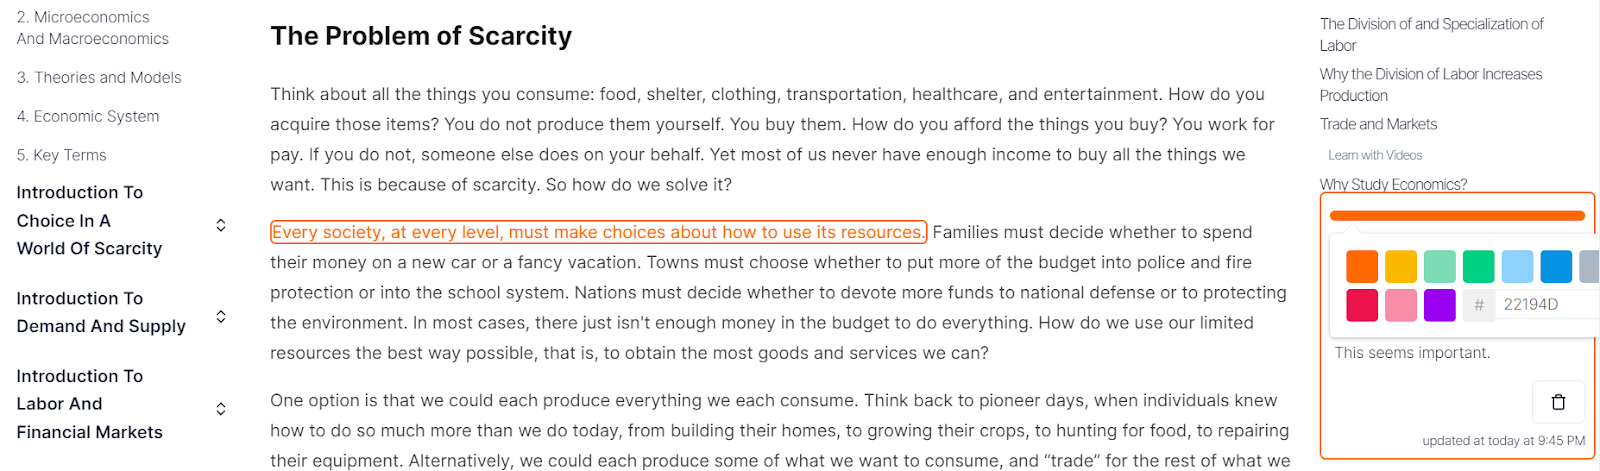 2. Microeconomics
And Macroeconomics
3. Theories and Models
4. Economic System
5. Key Terms
Introduction To
Choice In A
World Of Scarcity
Introduction To
Demand And Supply
Introduction To
Labor And
Financial Markets
The Problem of Scarcity
Think about all the things you consume: food, shelter, clothing, transportation, healthcare, and entertainment. How do you
acquire those items? You do not produce them yourself. You buy them. How do you afford the things you buy? You work for
pay. If you do not, someone else does on your behalf. Yet most of us never have enough income to buy all the things we
want. This is because of scarcity. So how do we solve it?
Every society, at every level, must make choices about how to use its resources. Families must decide whether to spend
their money on a new car or a fancy vacation. Towns must choose whether to put more of the budget into police and fire
protection or into the school system. Nations must decide whether to devote more funds to national defense or to protecting
the environment. In most cases, there just isn't enough money in the budget to do everything. How do we use our limited
resources the best way possible, that is, to obtain the most goods and services we can?
One option is that we could each produce everything we each consume. Think back to pioneer days, when individuals knew
how to do so much more than we do today, from building their homes, to growing their crops, to hunting for food, to repairing
their equipment. Alternatively, we could each produce some of what we want to consume, and “trade” for the rest of what we
The Division of and Specialization of
Labor
Why the Division of Labor Increases
Production
Trade and Markets
Learn with Videos
Why Study Economics?
# 22194D
This seems important.
updated at today at 9:45 PM